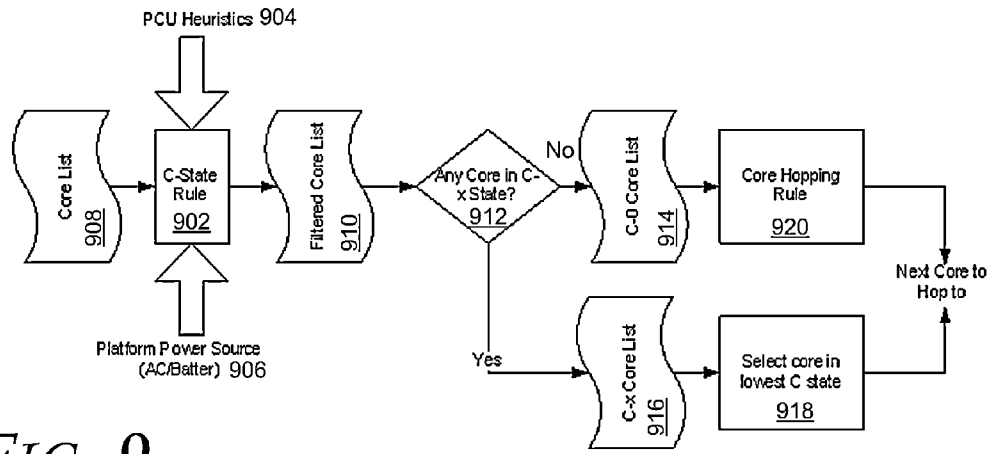 PCU Heuristics 904
Core List
908
C-State
Rule
902
Filtered Core List
910
Any Core in C-
x State?
912
No
C-0 Core List
914
Core Hopping
Rule
920
Next Core to
Hop to
Platform Power Source
(AC/Batter) 906
Yes
C-x Core List
916
Select core in
lowest C state
918
FIG. 9